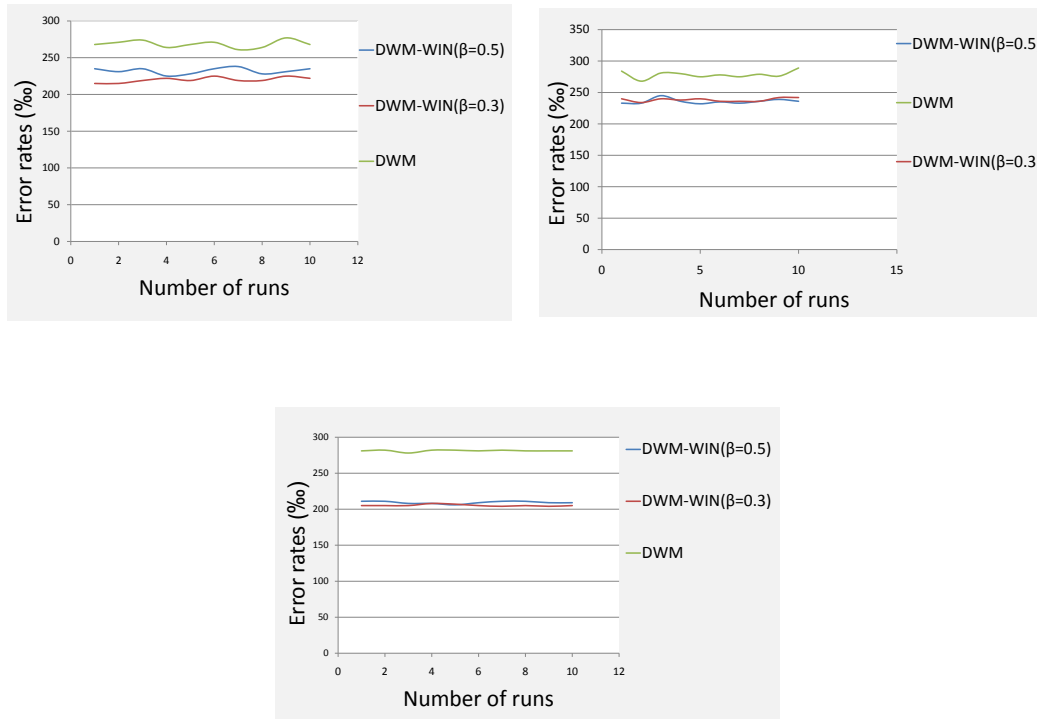 300
250
200
150
100
50
0
0 2 4 6 8 10 12
Error rates (‰)
Number of runs
DWM-WIN(β=0.5)
DWM-WIN(β=0.3)
DWM
350
300
250
200
150
100
50
0
0 5 10 15
Error rates (‰)
Number of runs
DWM-WIN(β=0.5
DWM
DWM-WIN(β=0.3
300
250
200
150
100
50
0
0 2 4 6 8 10 12
Error rates (‰)
Number of runs
DWM-WIN(β=0.5)
DWM-WIN(β=0.3)
DWM